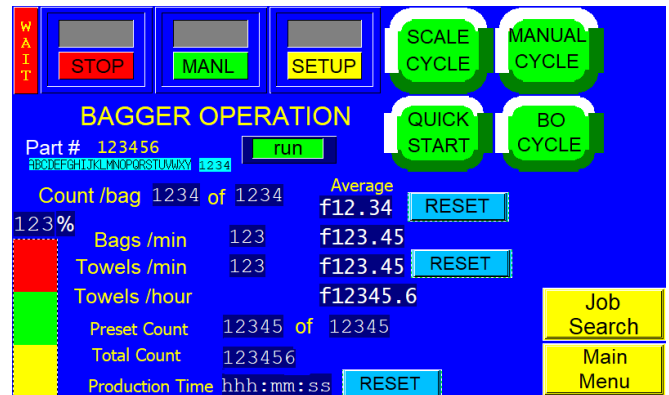 WAIT
STOP
MANL
SETUP
SCALE CYCLE
MANUAL CYCLE
BAGGER OPERATION
QUICK START
BO CYCLE
Part # 123456
run
ABCDEFGHIJKLMNOPQRSTUVWXY 1234
Count /bag 1234 of 1234
Average
f12.34
RESET
123%
Bags /min 123 f123.45
Towels /min 123 f123.45 RESET
Towels /hour f12345.6
Preset Count 12345 of 12345
Job Search
Total Count 123456
Production Time hhh:mm:ss RESET
Main Menu